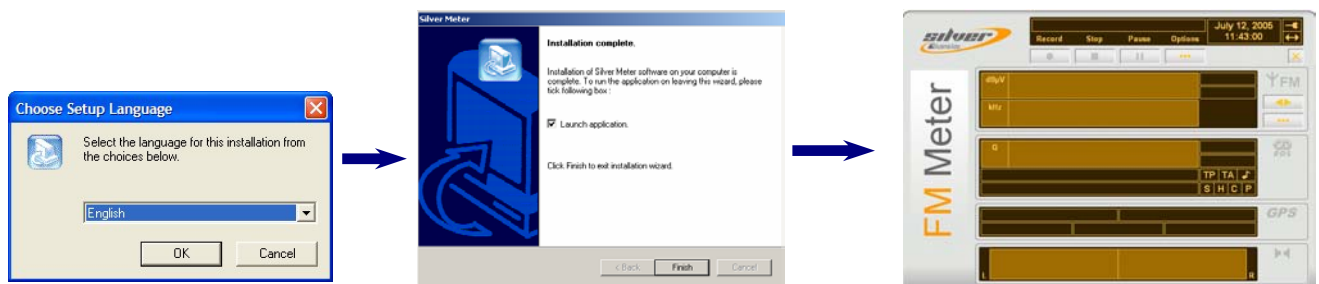 Choose Setup Language
Select the language for this installation from
the choices below.
English
OK
Cancel
Silver Meter
Installation complete.
Installation of Silver Meter software on your computer is
complete. To run the application on leaving this wizard, please
tick following box :
Launch application.
Click Finish to exit installation wizard.
< Back
Finish
Cancel
silver
July 12, 2005
11:43:00
Record
Stop
Pause
Options
FM Meter
dBµV
kHz
FM
Q
TP TA
S H C P
GPS
L
R